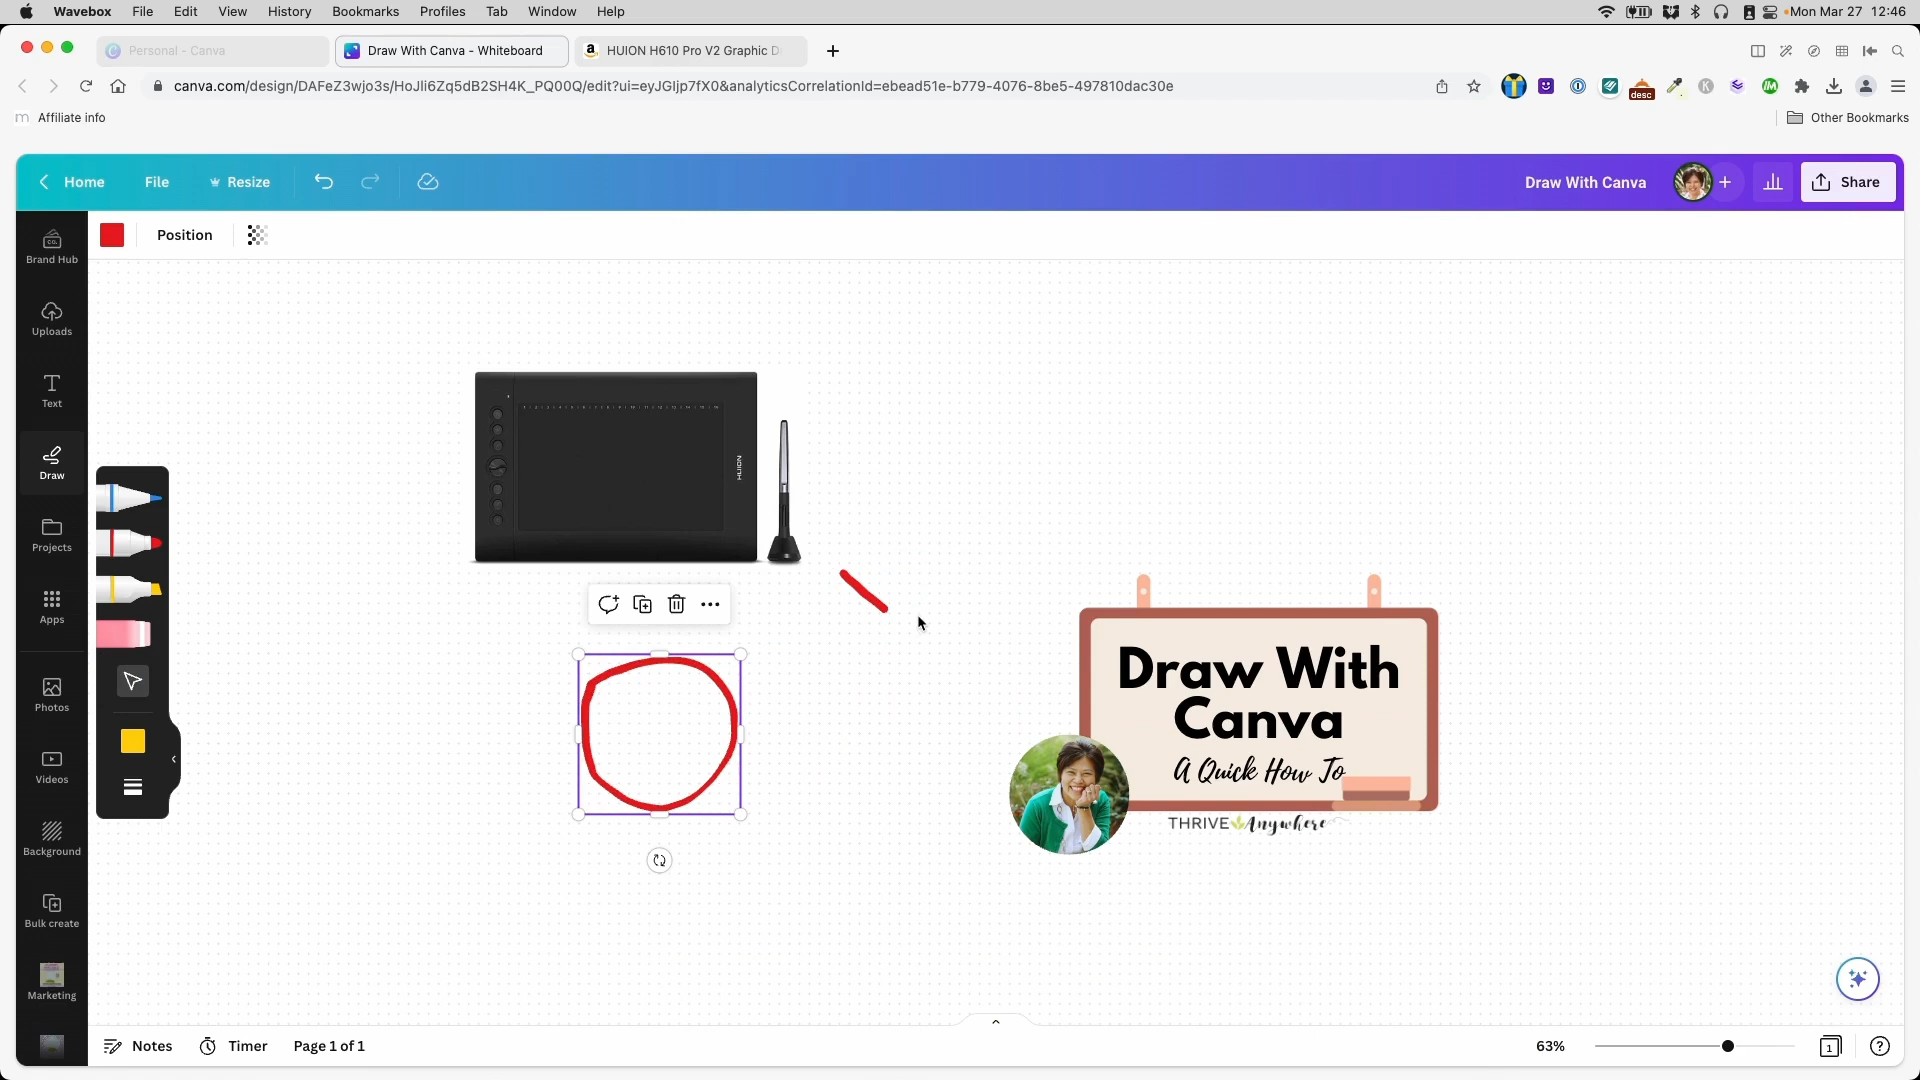 Wavebox File Edit View History Bookmarks Profiles Tab Window Help Mon Mar 27 12:46
Personal - Canva Draw With Canva - Whiteboard HUION H610 Pro V2 Graphic D
canva.com/design/DAFeZ3wjo3s/HoJli6Zq5dB2SH4K_PQ00Q/edit?ui=eyJGIjp7fX0&analyticsCorrelationId=ebead51e-b779-4076-8be5-497810dac30e
desc
Affiliate info Other Bookmarks
Home File Resize Draw With Canva Share
Position
Brand Hub
Uploads
Text
Draw
Projects
Apps
Photos
Videos
Background
Bulk create
Marketing
HUION
Draw With
Canva
A Quick How To
THRIVE Anywhere
Notes Timer Page 1 of 1 63% 1